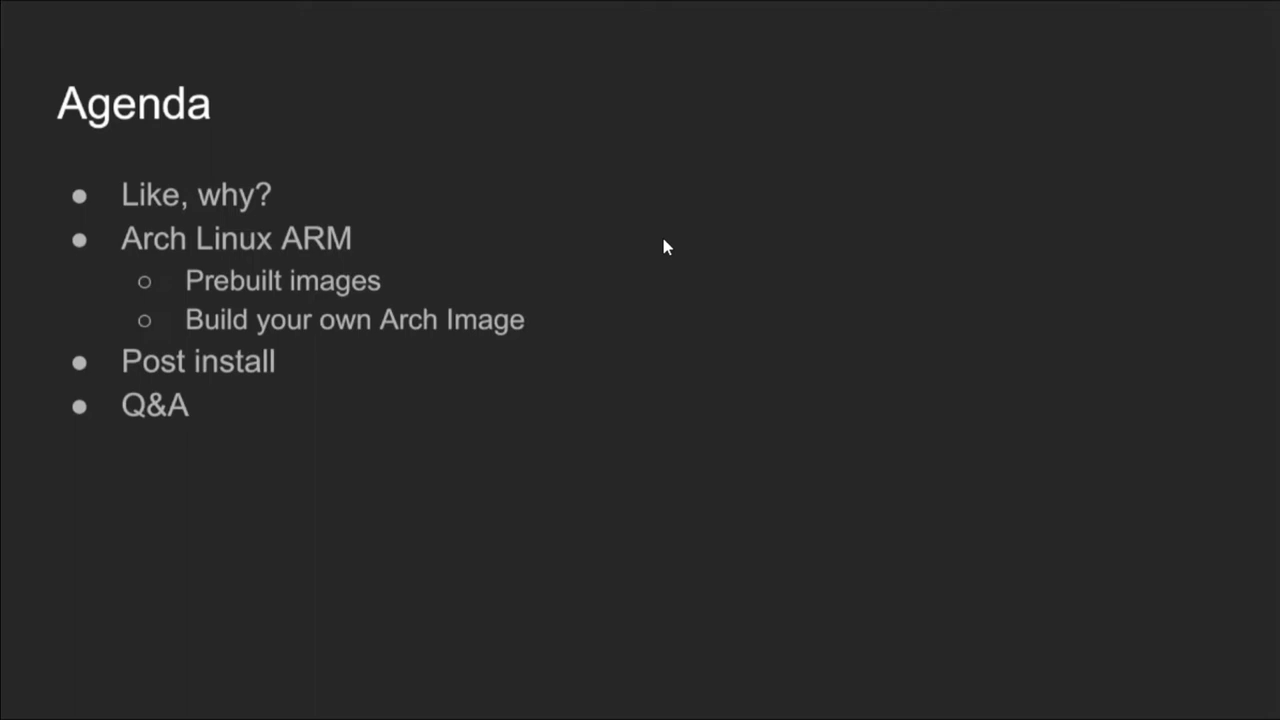 Agenda
Like, why?
Arch Linux ARM
Prebuilt images
Build your own Arch Image
Post install
Q&A